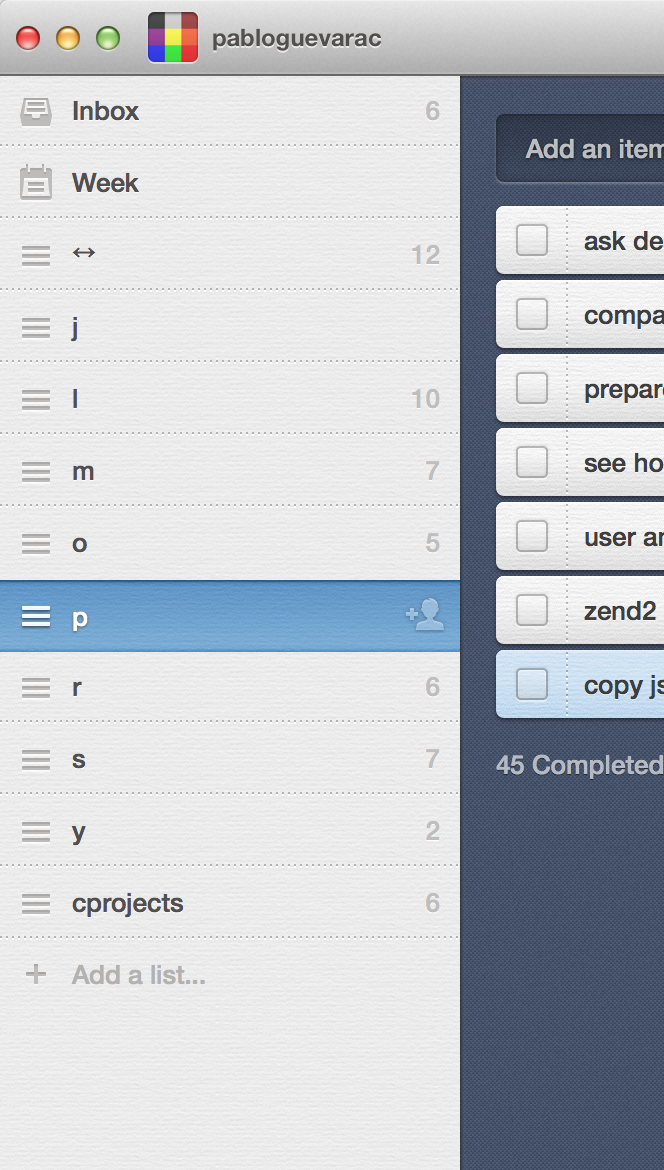 pabloguevarac
Inbox 6
Week
↔ 12
j
l 10
m 7
o 5
p
r 6
s 7
y 2
cprojects 6
Add a list...
Add an item
ask de
compa
prepar
see ho
user ar
zend2
copy js
45 Completed